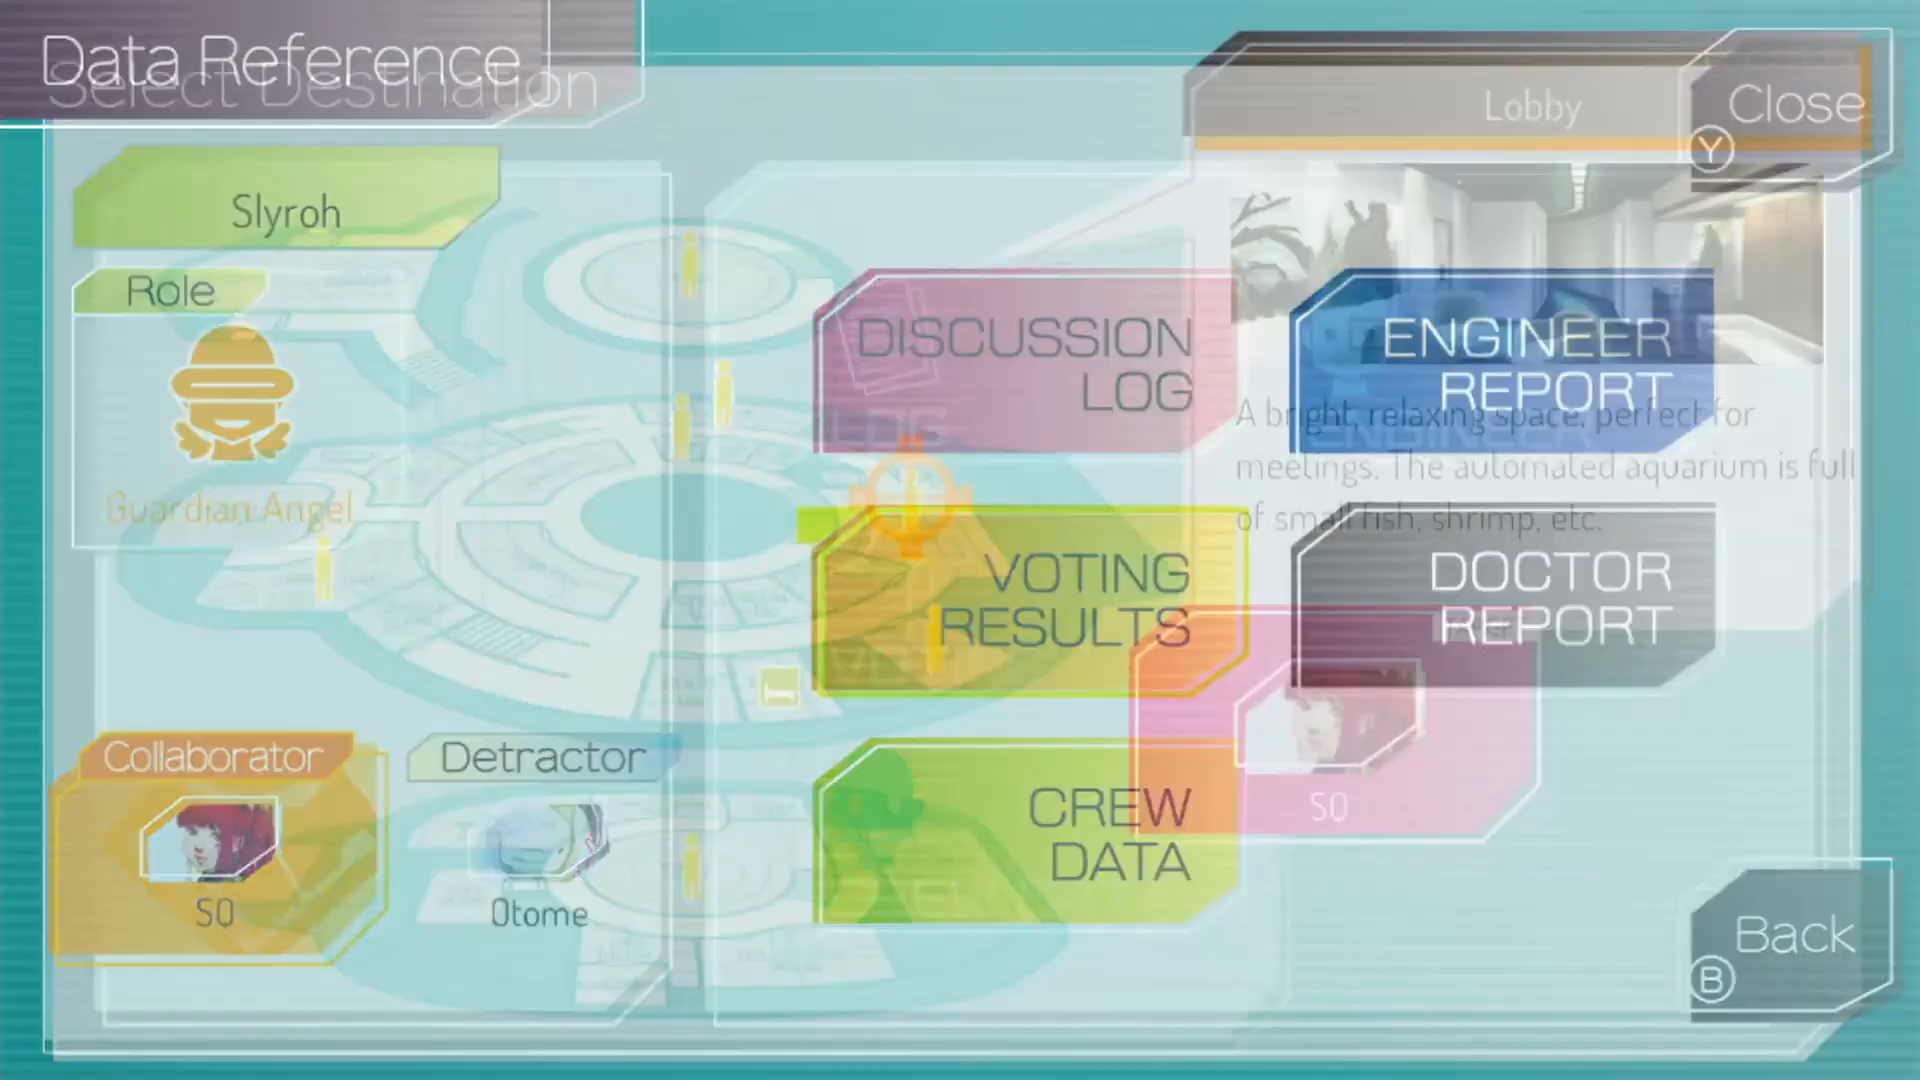 Data Reference
Select Destination
Lobby
Close
Y
Slyroh
Role
Guardian Angel
DISCUSSION
LOG
ENGINEER
REPORT
A bright, relaxing space, perfect for
meetings. The automated aquarium is full
of small fish, shrimp, etc.
VOTING
RESULTS
DOCTOR
REPORT
Collaborator
Detractor
SQ
Otome
CREW
DATA
SQ
Back
B